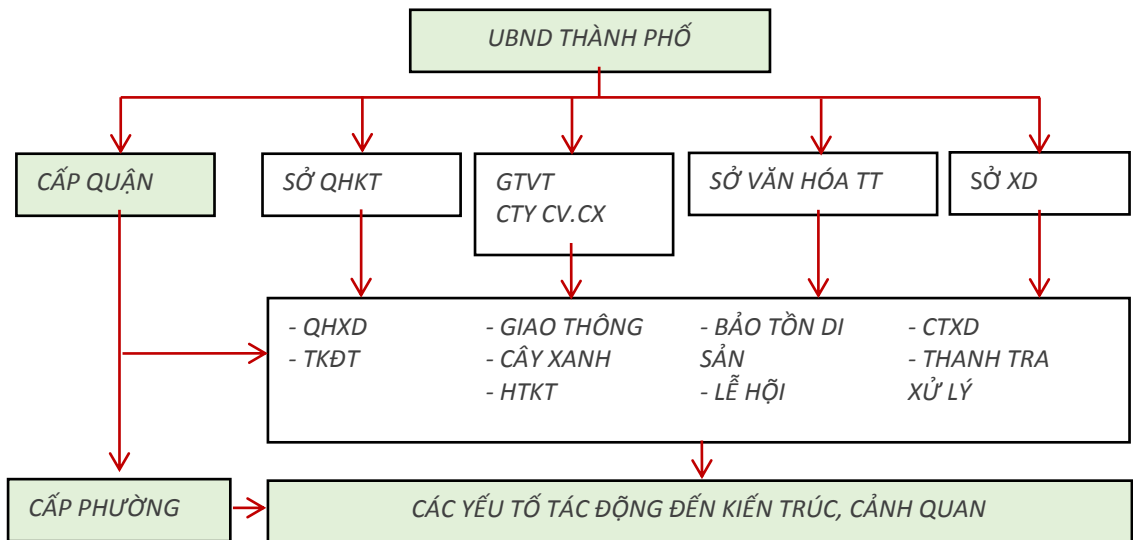 UBND THÀNH PHỐ
CẤP QUẬN
SỞ QHKT
GTVT
CTY CV.CX
SỞ VĂN HÓA TT
SỞ XD
- QHXD
- TKĐT
- GIAO THÔNG
- CÂY XANH
- HTKT
- BẢO TỒN DI
SẢN
- LỄ HỘI
- CTXD
- THANH TRA
XỬ LÝ
CẤP PHƯỜNG
CÁC YẾU TỐ TÁC ĐỘNG ĐẾN KIẾN TRÚC, CẢNH QUAN